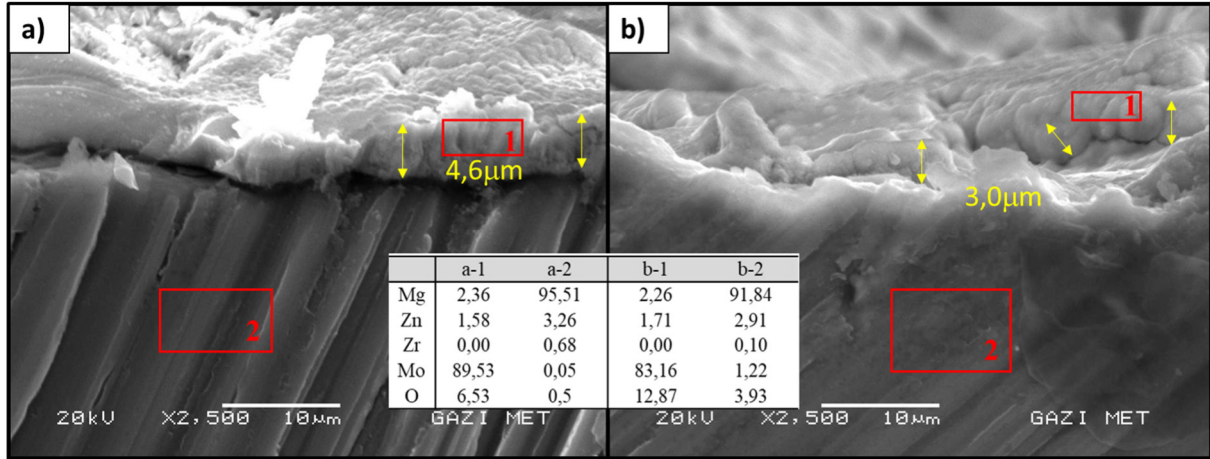 a)
1
4,6µm
2
20kV X2,500 10µm GAZI MET
b)
1
3,0µm
2
20kV X2,500 10µm
a-1 a-2 b-1 b-2
Mg 2,36 95,51 2,26 91,84
Zn 1,58 3,26 1,71 2,91
Zr 0,00 0,68 0,00 0,10
Mo 89,53 0,05 83,16 1,22
O 6,53 0,5 12,87 3,93
GAZI MET